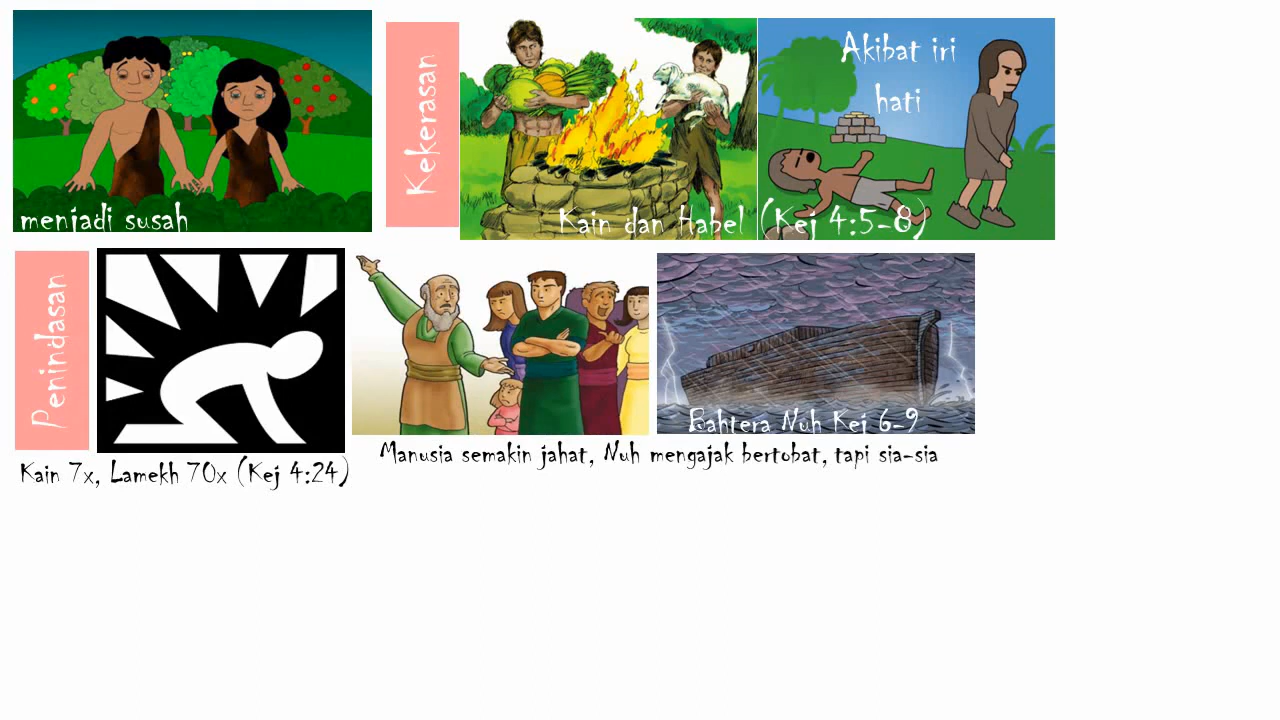 menjadi susah
Kekerasan
Kain dan Habel (Kej 4:5-8)
Akibat iri
hati
Penindasan
Kain 7x, Lamekh 70x (Kej 4:24)
Manusia semakin jahat, Nuh mengajak bertobat, tapi sia-sia
Bahtera Nuh Kej 6-9